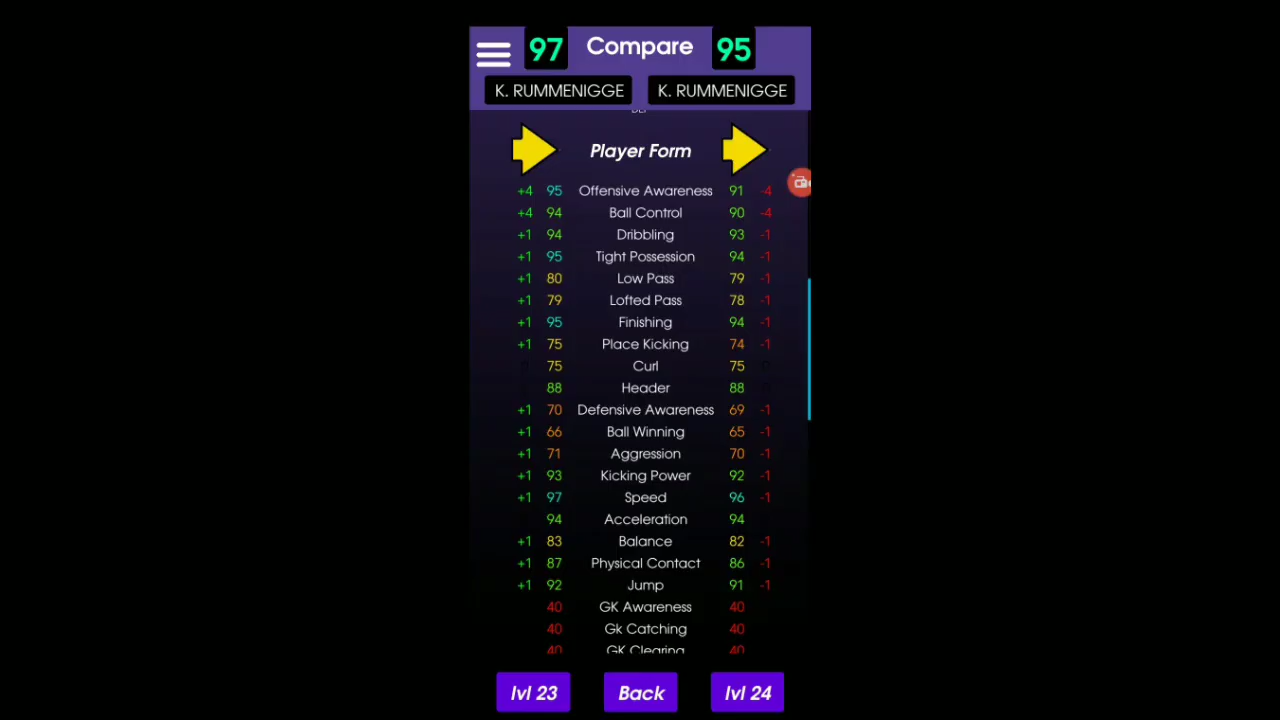 97 Compare 95
K. RUMMENIGGE K. RUMMENIGGE
Player Form
+4 95 Offensive Awareness 91 -4
+4 94 Ball Control 90 -4
+1 94 Dribbling 93 -1
+1 95 Tight Possession 94 -1
+1 80 Low Pass 79 -1
+1 79 Lofted Pass 78 -1
+1 95 Finishing 94 -1
+1 75 Place Kicking 74 -1
75 Curl 75
88 Header 88
+1 70 Defensive Awareness 69 -1
+1 66 Ball Winning 65 -1
+1 71 Aggression 70 -1
+1 93 Kicking Power 92 -1
+1 97 Speed 96 -1
94 Acceleration 94
+1 83 Balance 82 -1
+1 87 Physical Contact 86 -1
+1 92 Jump 91 -1
40 GK Awareness 40
40 Gk Catching 40
40 GK Clearing 40
lvl 23 Back lvl 24